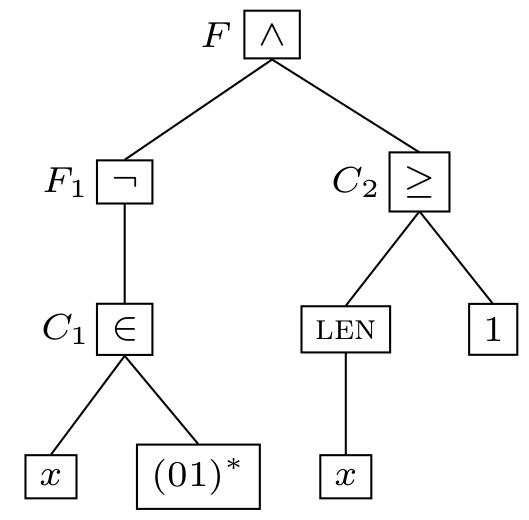 F ∧
F₁ ¬ C₂ ≥
C₁ ∈ LEN 1
x (01)* x